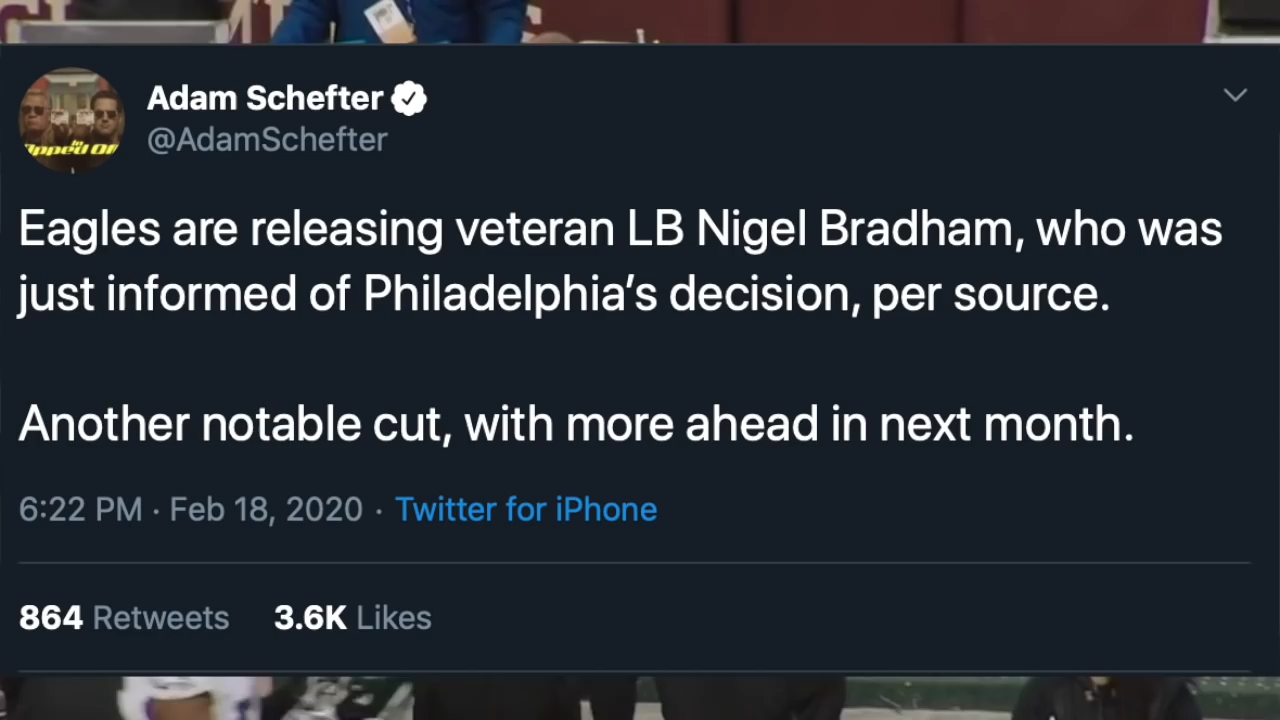 Adam Schefter
@AdamSchefter
Eagles are releasing veteran LB Nigel Bradham, who was
just informed of Philadelphia’s decision, per source.
Another notable cut, with more ahead in next month.
6:22 PM · Feb 18, 2020 · Twitter for iPhone
864 Retweets 3.6K Likes